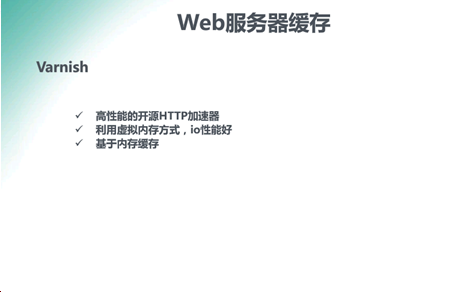 Web服务器缓存
Varnish
✓ 高性能的开源HTTP加速器
✓ 利用虚拟内存方式，io性能好
✓ 基于内存缓存